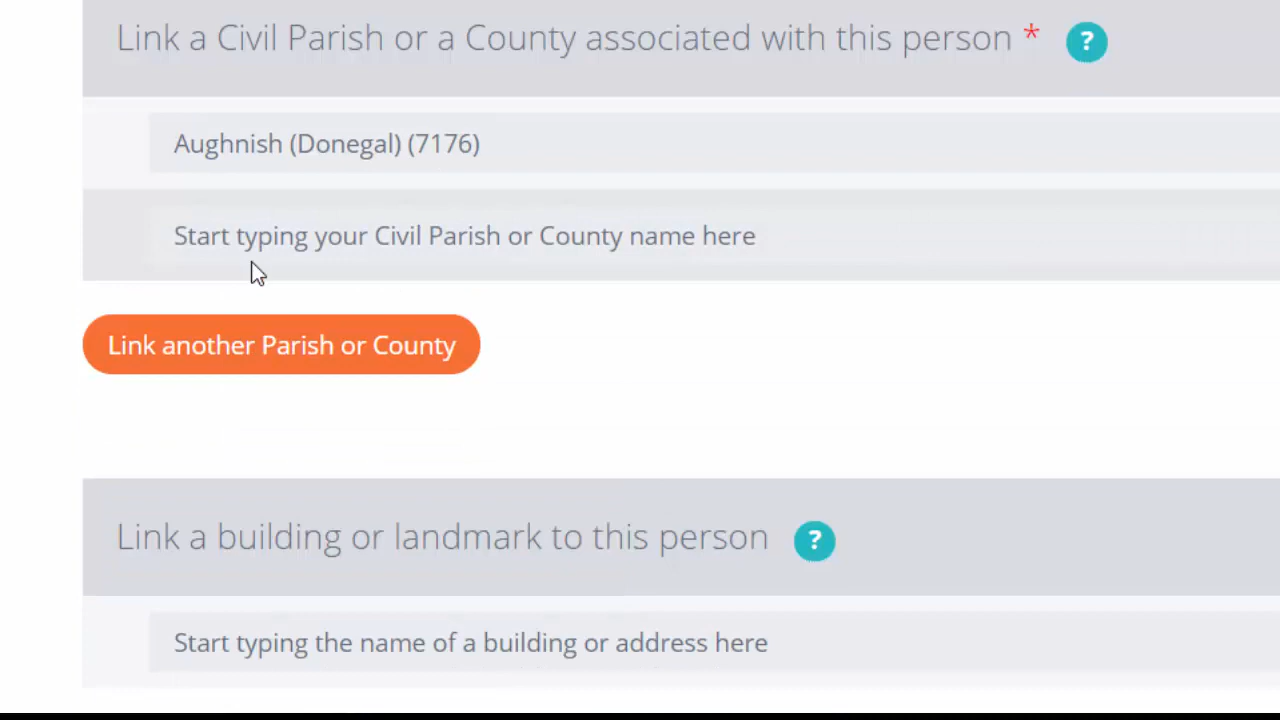 Link a Civil Parish or a County associated with this person * ?
Aughnish (Donegal) (7176)
Start typing your Civil Parish or County name here
Link another Parish or County
Link a building or landmark to this person ?
Start typing the name of a building or address here